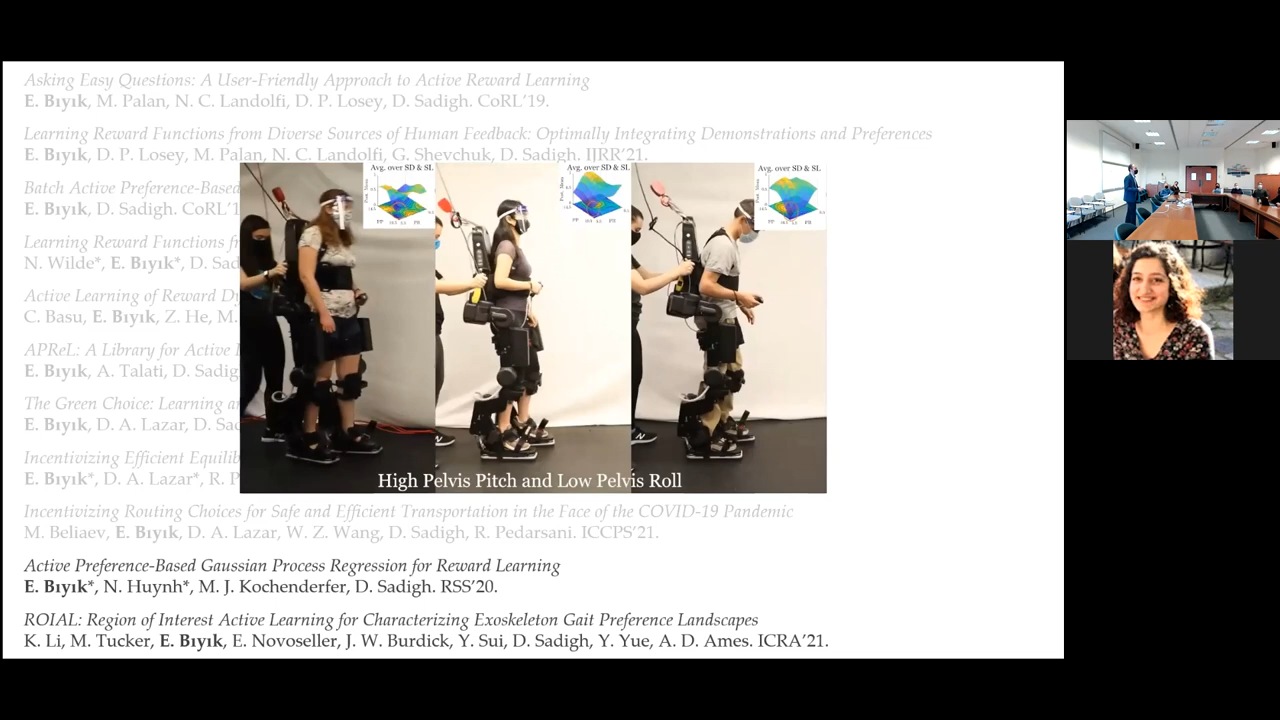 Asking Easy Questions: A User-Friendly Approach to Active Reward Learning
E. Bıyık, M. Palan, N. C. Landolfi, D. P. Losey, D. Sadigh. CoRL'19.
Learning Reward Functions from Diverse Sources of Human Feedback: Optimally Integrating Demonstrations and Preferences
E. Bıyık, D. P. Losey, M. Palan, N. C. Landolfi, G. Shevchuk, D. Sadigh. IJRR'21.
Batch Active Preference-Based
E. Bıyık, D. Sadigh. CoRL'1
Learning Reward Functions fr
N. Wilde*, E. Bıyık*, D. Sad
Active Learning of Reward Dy
C. Basu, E. Bıyık, Z. He, M.
APReL: A Library for Active
E. Bıyık, A. Talati, D. Sadig
The Green Choice: Learning a
E. Bıyık, D. A. Lazar, D. Sad
Incentivizing Efficient Equilib
E. Bıyık*, D. A. Lazar*, R. P
Avg. over SD & SL
Avg. over SD & SL
Avg. over SD & SL
High Pelvis Pitch and Low Pelvis Roll
Incentivizing Routing Choices for Safe and Efficient Transportation in the Face of the COVID-19 Pandemic
M. Beliaev, E. Bıyık, D. A. Lazar, W. Z. Wang, D. Sadigh, R. Pedarsani. ICCPS'21.
Active Preference-Based Gaussian Process Regression for Reward Learning
E. Bıyık*, N. Huynh*, M. J. Kochenderfer, D. Sadigh. RSS'20.
ROIAL: Region of Interest Active Learning for Characterizing Exoskeleton Gait Preference Landscapes
K. Li, M. Tucker, E. Bıyık, E. Novoseller, J. W. Burdick, Y. Sui, D. Sadigh, Y. Yue, A. D. Ames. ICRA'21.